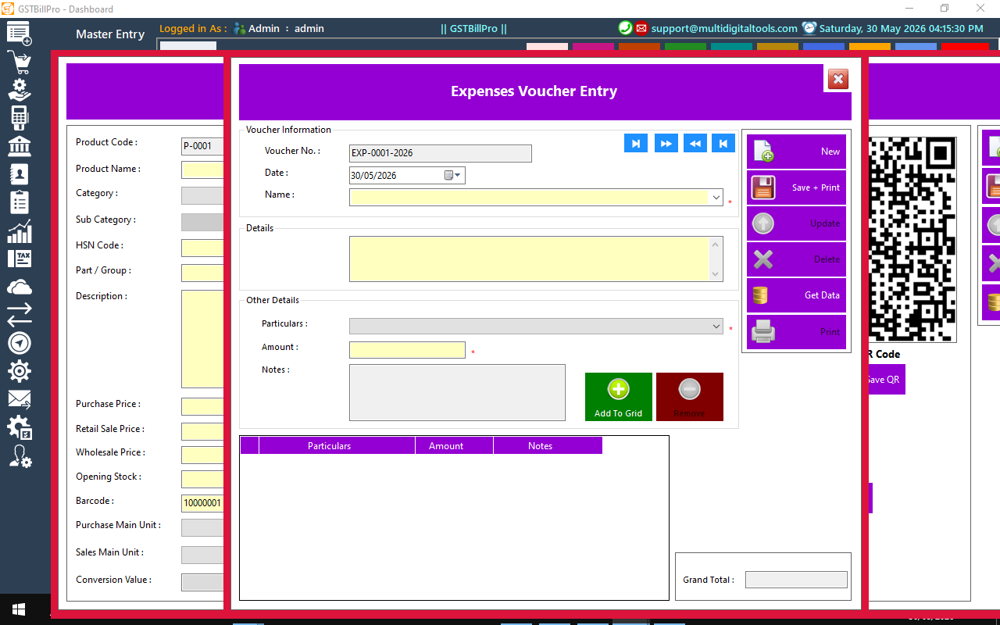 GSTBillPro - Dashboard
Master Entry
Logged in As : Admin : admin
|| GSTBillPro ||
support@multidigitaltools.com
Saturday, 30 May 2026 04:15:30 PM
Expenses Voucher Entry
Product Code :
P-0001
Product Name :
Category :
Sub Category :
HSN Code :
Part / Group :
Description :
Purchase Price :
Retail Sale Price :
Wholesale Price :
Opening Stock :
Barcode :
10000001
Purchase Main Unit :
Sales Main Unit :
Conversion Value :
Voucher Information
Voucher No. :
EXP-0001-2026
Date :
30/05/2026
Name :
*
Details
Other Details
Particulars :
*
Amount :
*
Notes :
Add To Grid
Remove
Particulars
Amount
Notes
New
Save + Print
Update
Delete
Get Data
Print
Grand Total :
R Code
Save QR
TAX